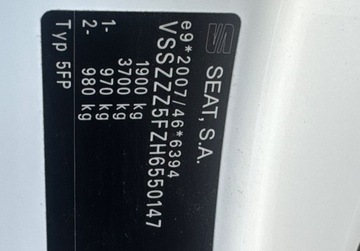 SEAT, S.A.
e9*2007/46*6394
VSSZZZ5FZH6550147
1900 kg
3700 kg
1- 970 kg
2- 980 kg
Typ 5FP